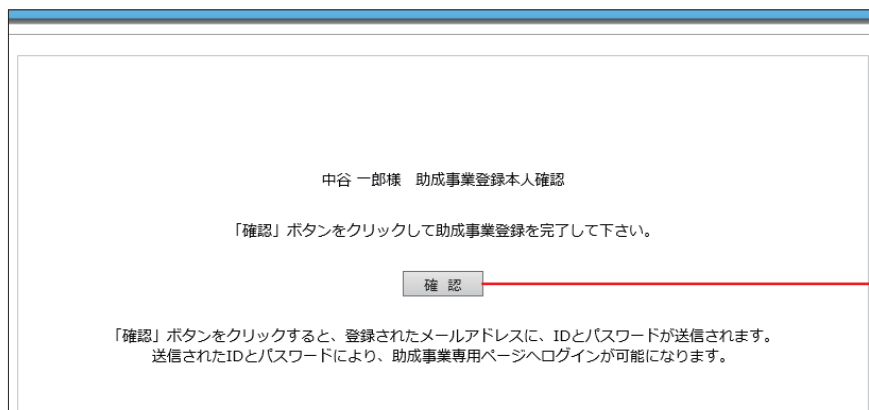 中谷 一郎様　助成事業登録本人確認
「確認」ボタンをクリックして助成事業登録を完了して下さい。
確 認
「確認」ボタンをクリックすると、登録されたメールアドレスに、IDとパスワードが送信されます。
送信されたIDとパスワードにより、助成事業専用ページへログインが可能になります。